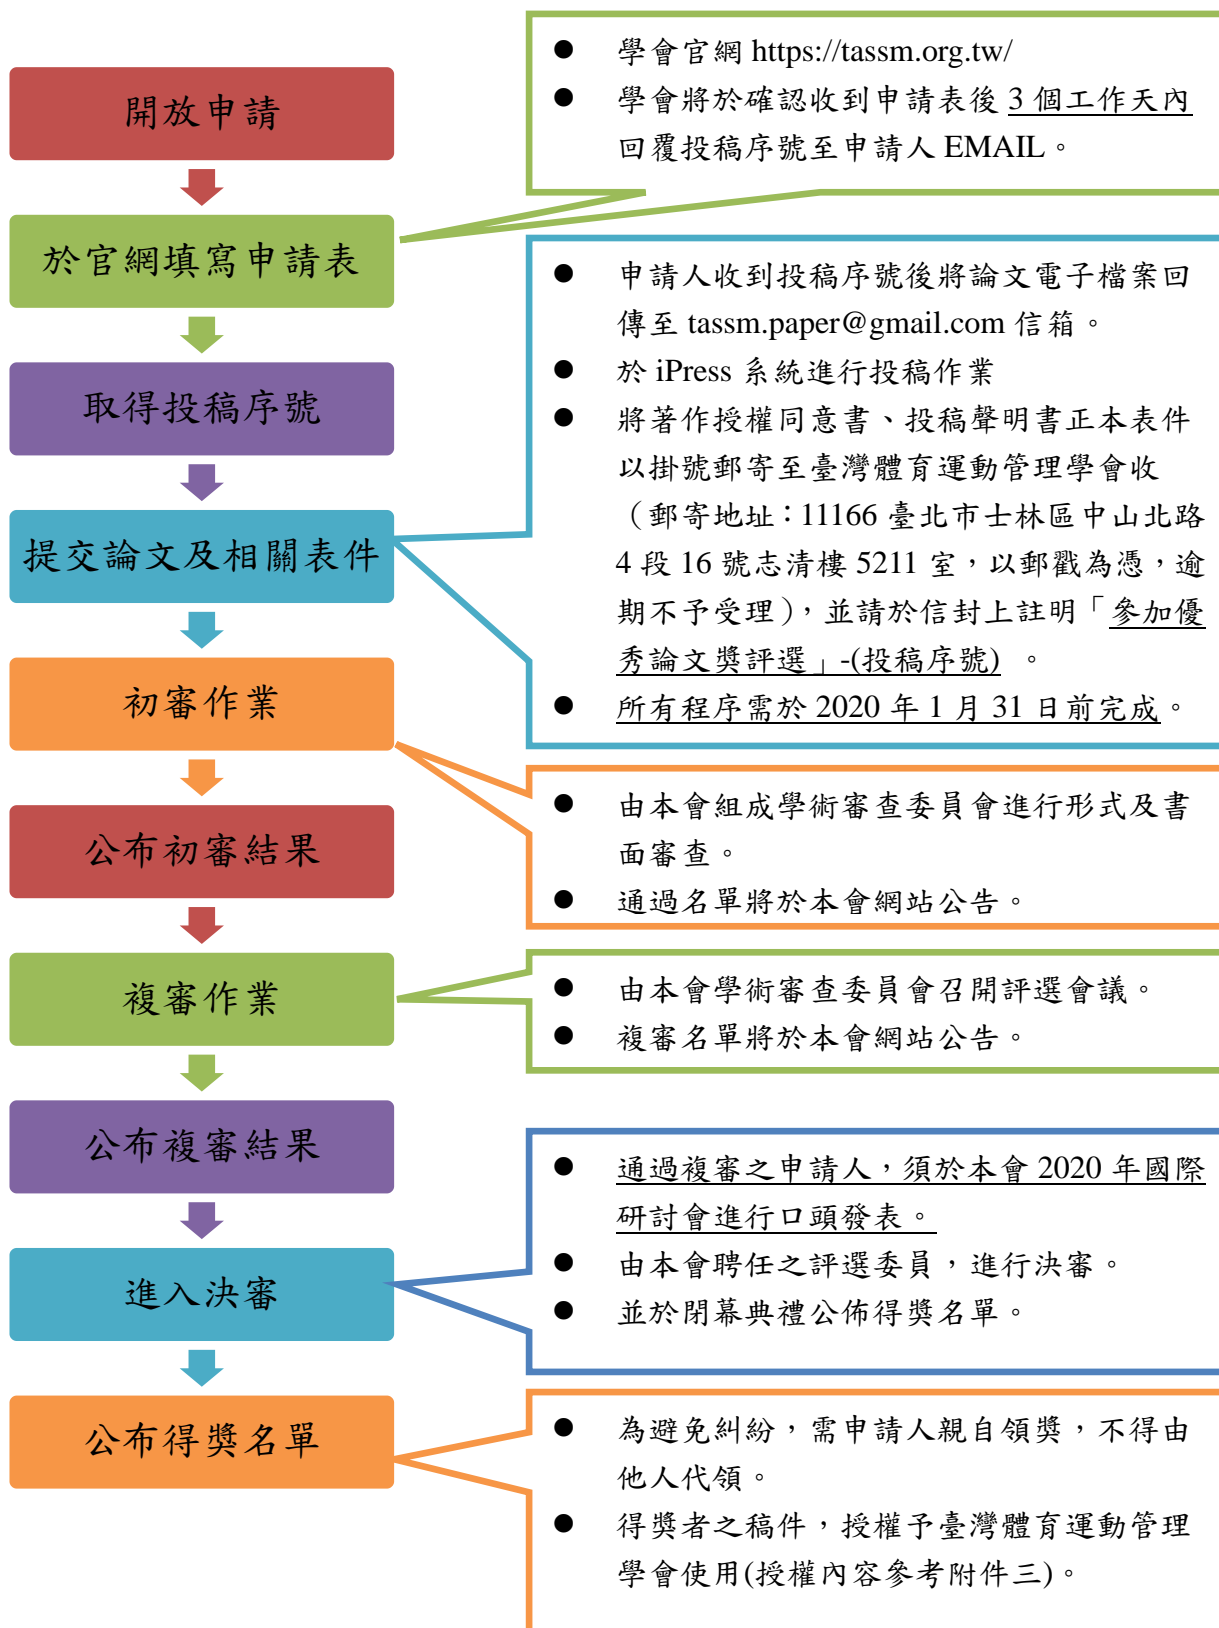 開放申請
● 學會官網 https://tassm.org.tw/
● 學會將於確認收到申請表後 3 個工作天內
回覆投稿序號至申請人 EMAIL。
於官網填寫申請表
取得投稿序號
提交論文及相關表件
● 申請人收到投稿序號後將論文電子檔案回
傳至 tassm.paper@gmail.com 信箱。
● 於 iPress 系統進行投稿作業
● 將著作授權同意書、投稿聲明書正本表件
以掛號郵寄至臺灣體育運動管理學會收
(郵寄地址:11166 臺北市士林區中山北路
4 段 16 號志清樓 5211 室,以郵戳為憑,逾
期不予受理),並請於信封上註明「參加優
秀論文獎評選」-(投稿序號) 。
● 所有程序需於 2020 年 1 月 31 日前完成。
初審作業
公布初審結果
● 由本會組成學術審查委員會進行形式及書
面審查。
● 通過名單將於本會網站公告。
複審作業
● 由本會學術審查委員會召開評選會議。
● 複審名單將於本會網站公告。
公布複審結果
進入決審
● 通過複審之申請人,須於本會 2020 年國際
研討會進行口頭發表。
● 由本會聘任之評選委員,進行決審。
● 並於閉幕典禮公佈得獎名單。
公布得獎名單
● 為避免糾紛,需申請人親自領獎,不得由
他人代領。
● 得獎者之稿件,授權予臺灣體育運動管理
學會使用(授權內容參考附件三)。